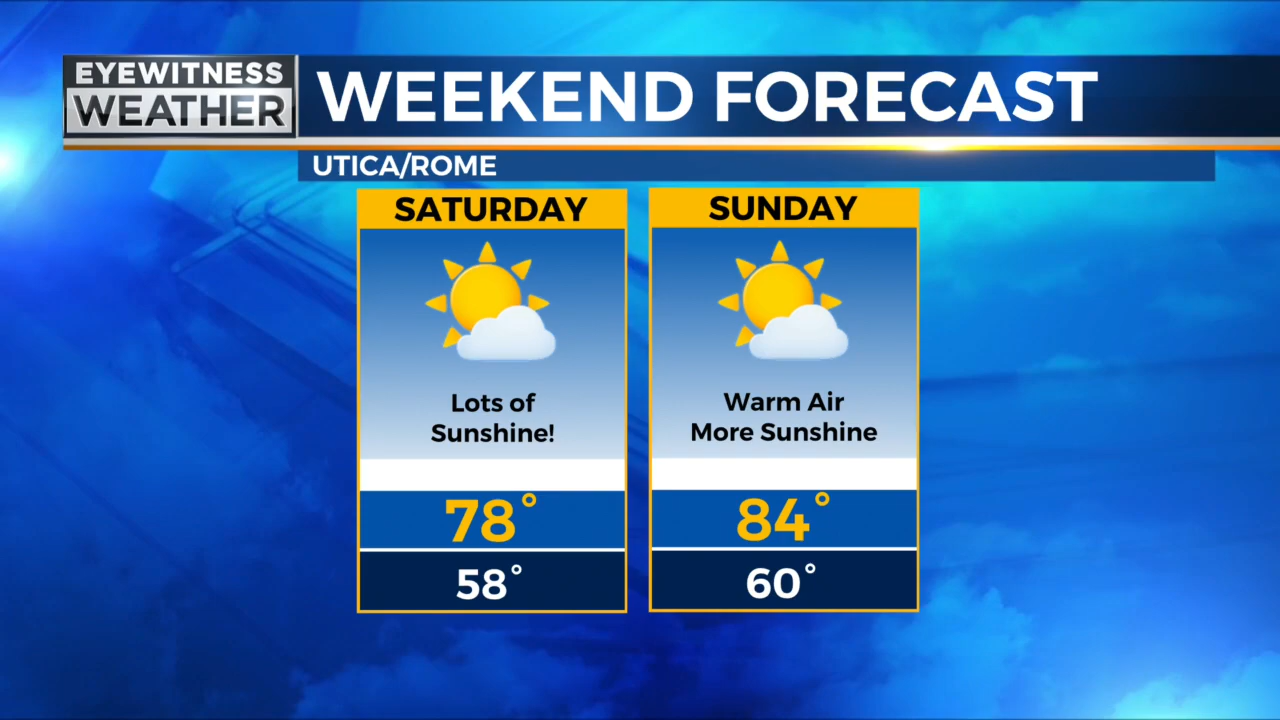 EYEWITNESS
WEATHER
WEEKEND FORECAST
UTICA/ROME
SATURDAY
Lots of
Sunshine!
78°
58°
SUNDAY
Warm Air
More Sunshine
84°
60°